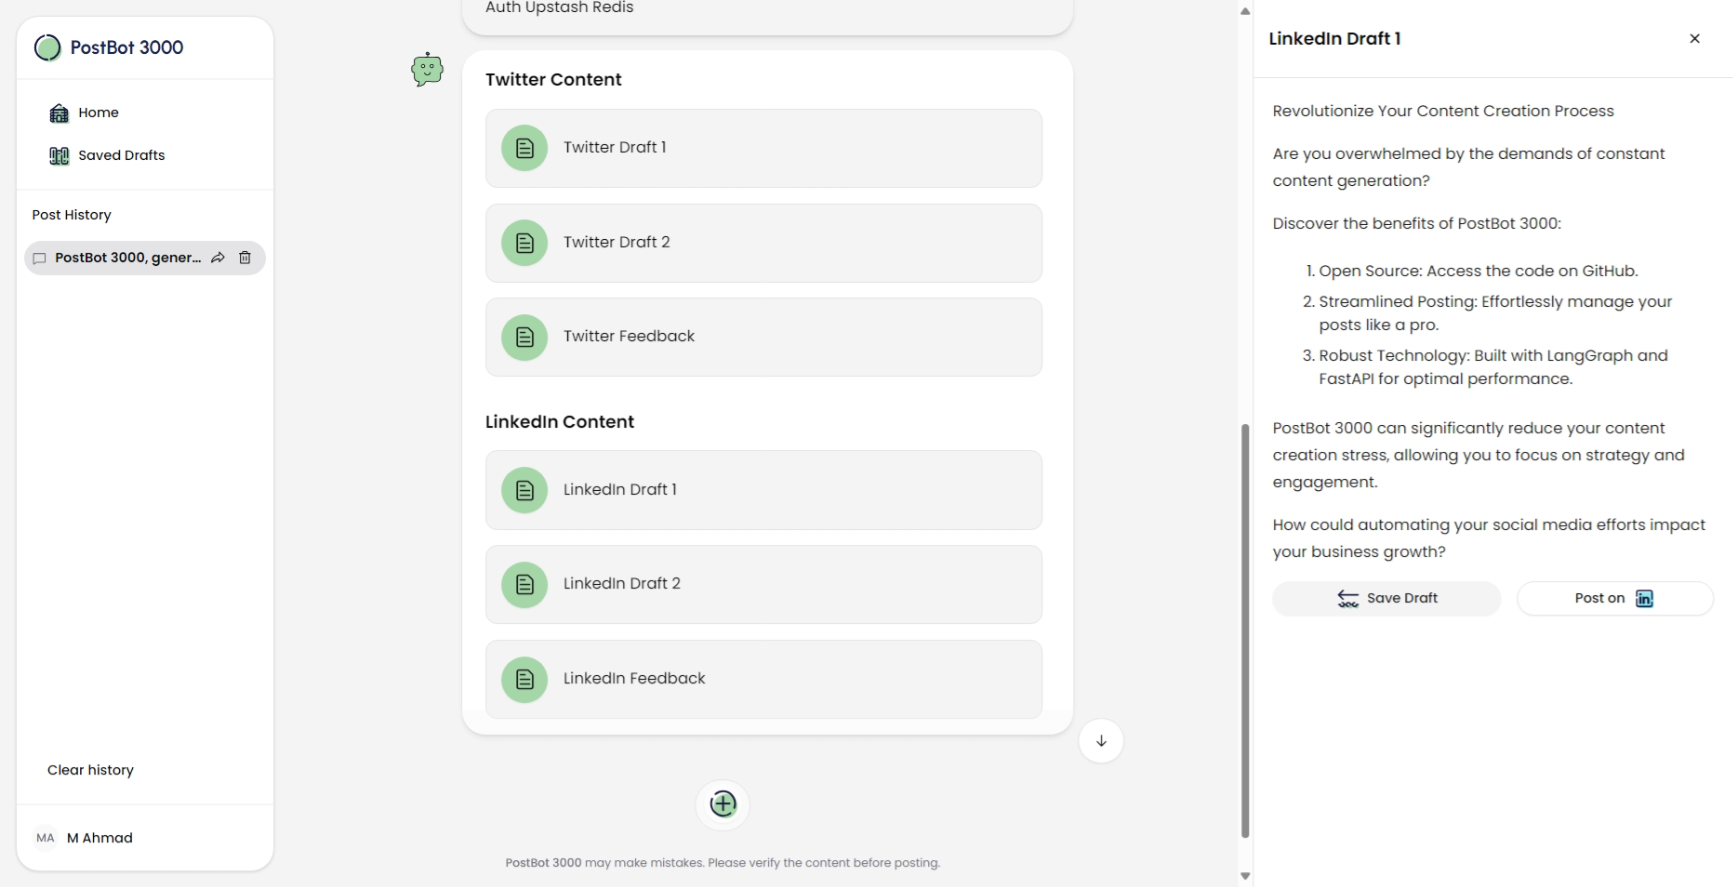 PostBot 3000
Home
Saved Drafts
Post History
PostBot 3000, gener...
Clear history
MA
M Ahmad
Auth Upstash Redis
Twitter Content
Twitter Draft 1
Twitter Draft 2
Twitter Feedback
LinkedIn Content
LinkedIn Draft 1
LinkedIn Draft 2
LinkedIn Feedback
PostBot 3000 may make mistakes. Please verify the content before posting.
LinkedIn Draft 1
Revolutionize Your Content Creation Process
Are you overwhelmed by the demands of constant
content generation?
Discover the benefits of PostBot 3000:
1. Open Source: Access the code on GitHub.
2. Streamlined Posting: Effortlessly manage your
posts like a pro.
3. Robust Technology: Built with LangGraph and
FastAPI for optimal performance.
PostBot 3000 can significantly reduce your content
creation stress, allowing you to focus on strategy and
engagement.
How could automating your social media efforts impact
your business growth?
Save Draft
Post on in